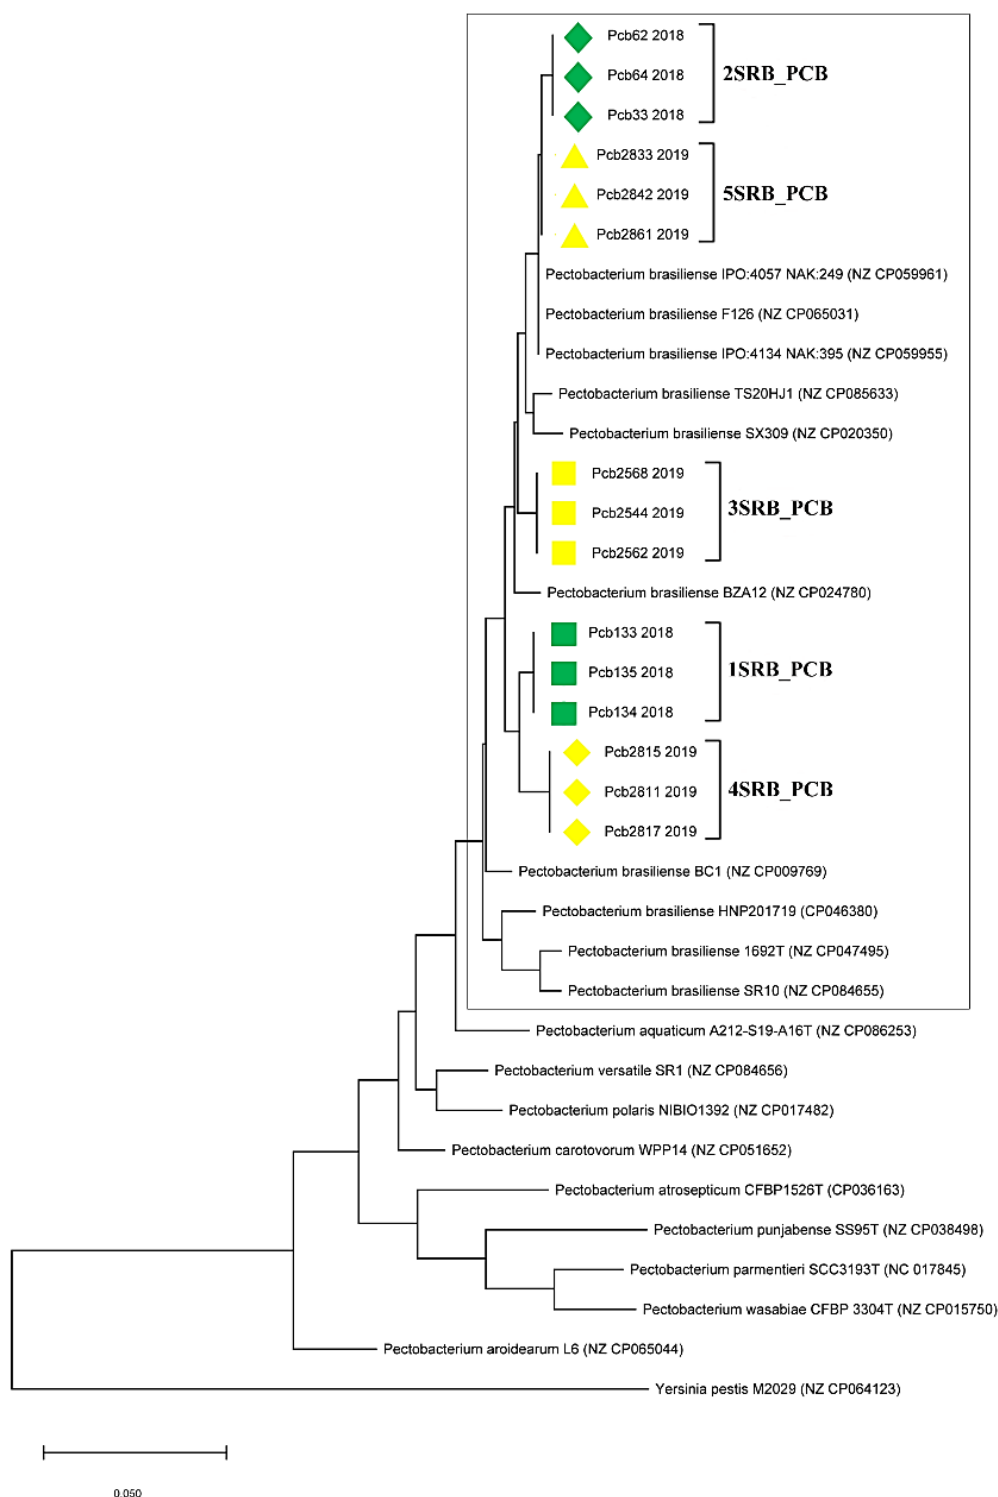 Pcb62 2018
Pcb64 2018
2SRB_PCB
Pcb33 2018
Pcb2833 2019
Pcb2842 2019
5SRB_PCB
Pcb2861 2019
Pectobacterium brasiliense IPO:4057 NAK:249 (NZ CP059961)
Pectobacterium brasiliense F126 (NZ CP065031)
Pectobacterium brasiliense IPO:4134 NAK:395 (NZ CP059955)
Pectobacterium brasiliense TS20HJ1 (NZ CP085633)
Pectobacterium brasiliense SX309 (NZ CP020350)
Pcb2568 2019
Pcb2544 2019
3SRB_PCB
Pcb2562 2019
Pectobacterium brasiliense BZA12 (NZ CP024780)
Pcb133 2018
Pcb135 2018
1SRB_PCB
Pcb134 2018
Pcb2815 2019
Pcb2811 2019
4SRB_PCB
Pcb2817 2019
Pectobacterium brasiliense BC1 (NZ CP009769)
Pectobacterium brasiliense HNP201719 (CP046380)
Pectobacterium brasiliense 1692T (NZ CP047495)
Pectobacterium brasiliense SR10 (NZ CP084655)
Pectobacterium aquaticum A212-S19-A16T (NZ CP086253)
Pectobacterium versatile SR1 (NZ CP084656)
Pectobacterium polaris NIBIO1392 (NZ CP017482)
Pectobacterium carotovorum WPP14 (NZ CP051652)
Pectobacterium atrosepticum CFBP1526T (CP036163)
Pectobacterium punjabense SS95T (NZ CP038498)
Pectobacterium parmentieri SCC3193T (NC 017845)
Pectobacterium wasabiae CFBP 3304T (NZ CP015750)
Pectobacterium aroidearum L6 (NZ CP065044)
Yersinia pestis M2029 (NZ CP064123)
0.050